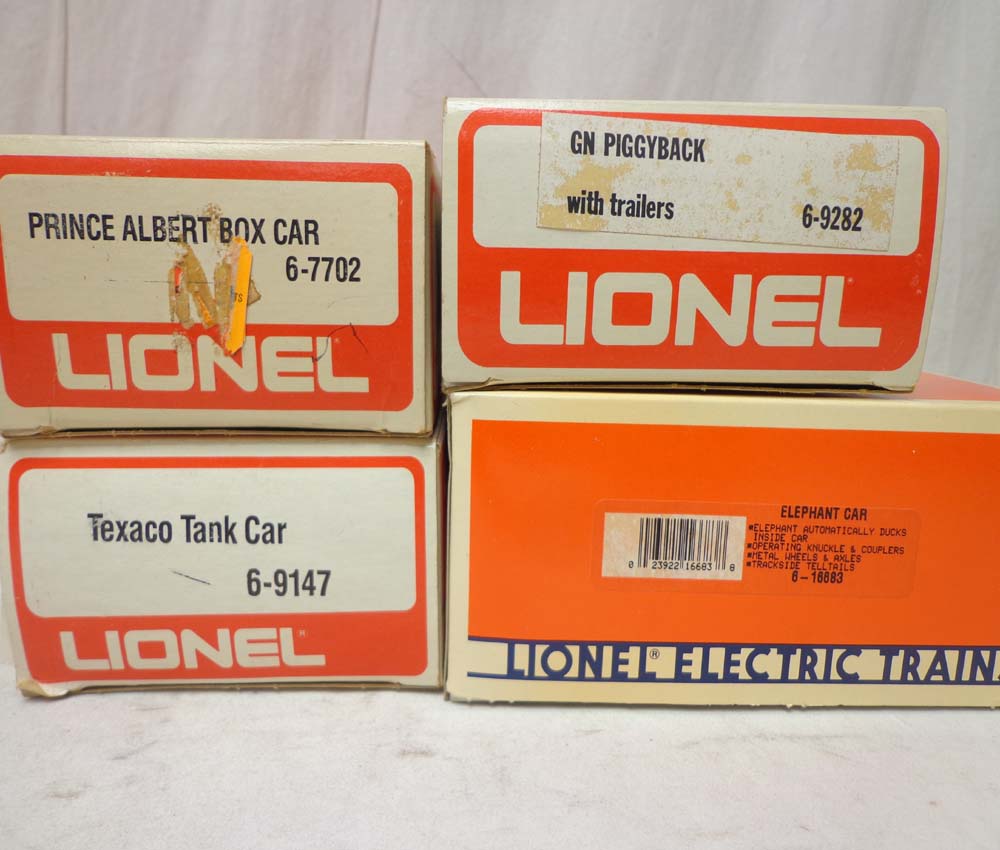 PRINCE ALBERT BOX CAR
6-7702
TS
LIONEL
GN PIGGYBACK
with trailers
6-9282
LIONEL
Texaco Tank Car
6-9147
LIONEL®
ELEPHANT CAR
*ELEPHANT AUTOMATICALLY DUCKS
INSIDE CAR
*OPERATING KNUCKLE & COUPLERS
*METAL WHEELS & AXLES
*TRACKSIDE TELLTAILS
6-16683
0 23922 16683 8
LIONEL® ELECTRIC TRAIN